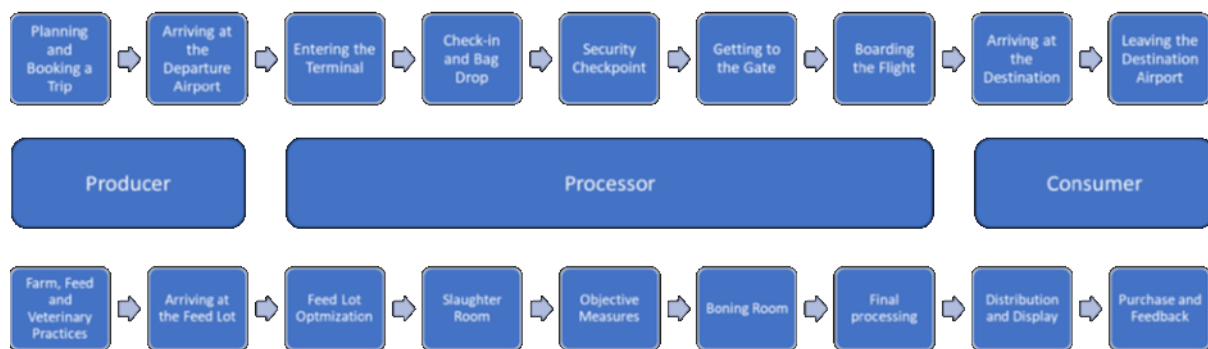 Planning
and
Booking a
Trip
Arriving at
the
Departure
Airport
Entering the
Terminal
Check-in
and Bag
Drop
Security
Checkpoint
Getting to
the Gate
Boarding
the Flight
Arriving at
the
Destination
Leaving the
Destination
Airport
Producer
Processor
Consumer
Farm, Feed
and
Veterinary
Practices
Arriving at
the Feed Lot
Feed Lot
Optmization
Slaughter
Room
Objective
Measures
Boning Room
Final
processing
Distribution
and Display
Purchase and
Feedback